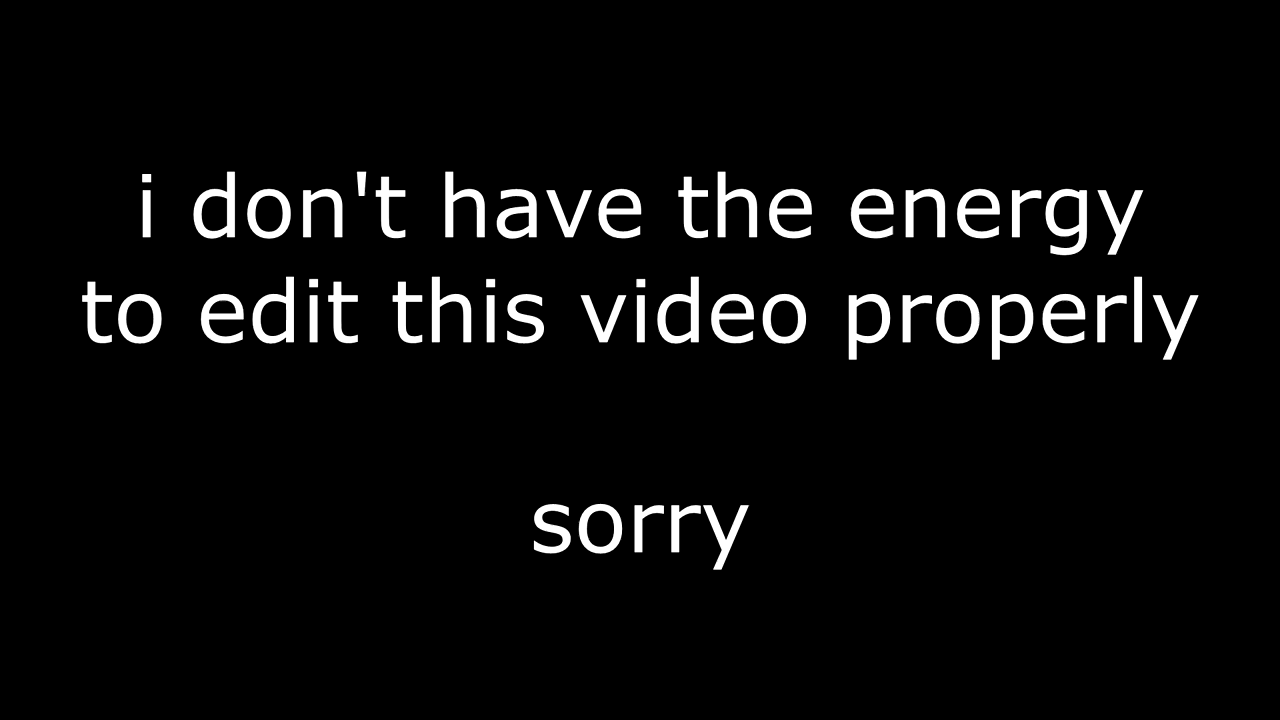 i don't have the energy
to edit this video properly
sorry